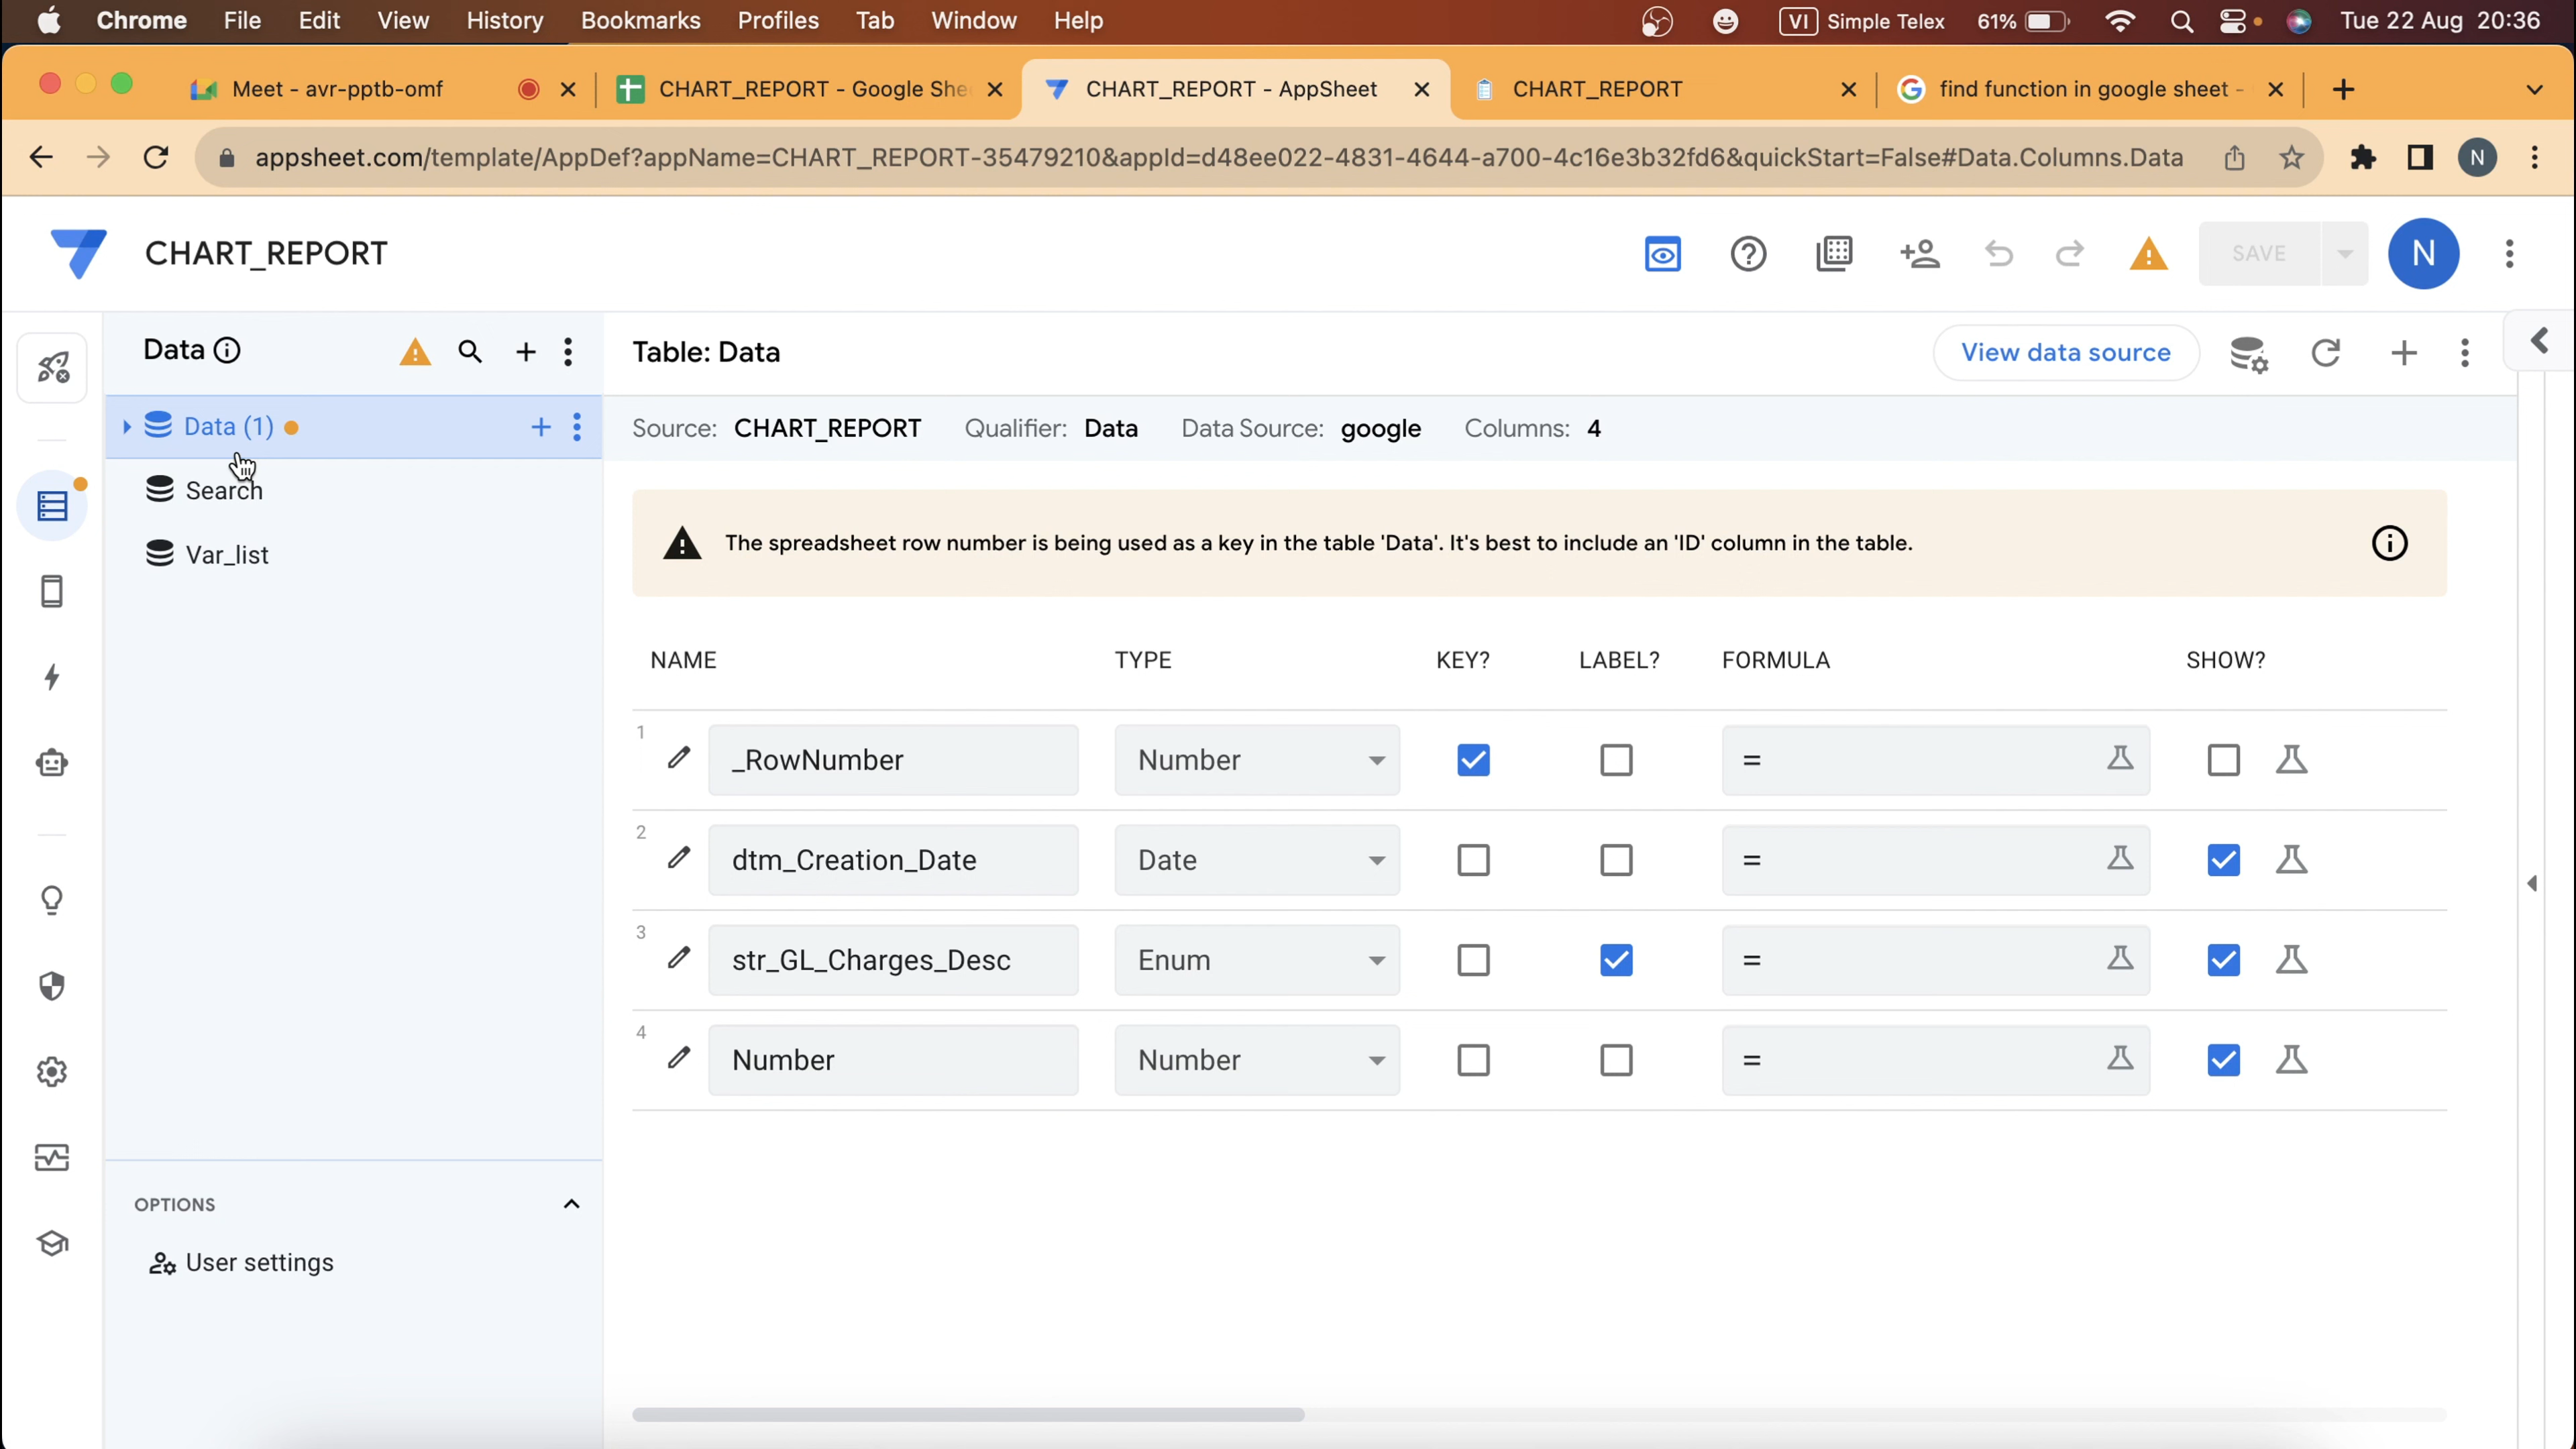 Chrome File Edit View History Bookmarks Profiles Tab Window Help VI Simple Telex 61% Tue 22 Aug 20:36
Meet - avr-pptb-omf CHART_REPORT - Google She CHART_REPORT - AppSheet CHART_REPORT find function in google sheet -
appsheet.com/template/AppDef?appName=CHART_REPORT-35479210&appId=d48ee022-4831-4644-a700-4c16e3b32fd6&quickStart=False#Data.Columns.Data N
CHART_REPORT SAVE N
Data Table: Data View data source
Data (1) Source: CHART_REPORT Qualifier: Data Data Source: google Columns: 4
Search
Var_list
The spreadsheet row number is being used as a key in the table 'Data'. It's best to include an 'ID' column in the table.
NAME TYPE KEY? LABEL? FORMULA SHOW?
1 _RowNumber Number =
2 dtm_Creation_Date Date =
3 str_GL_Charges_Desc Enum =
4 Number Number =
OPTIONS
User settings